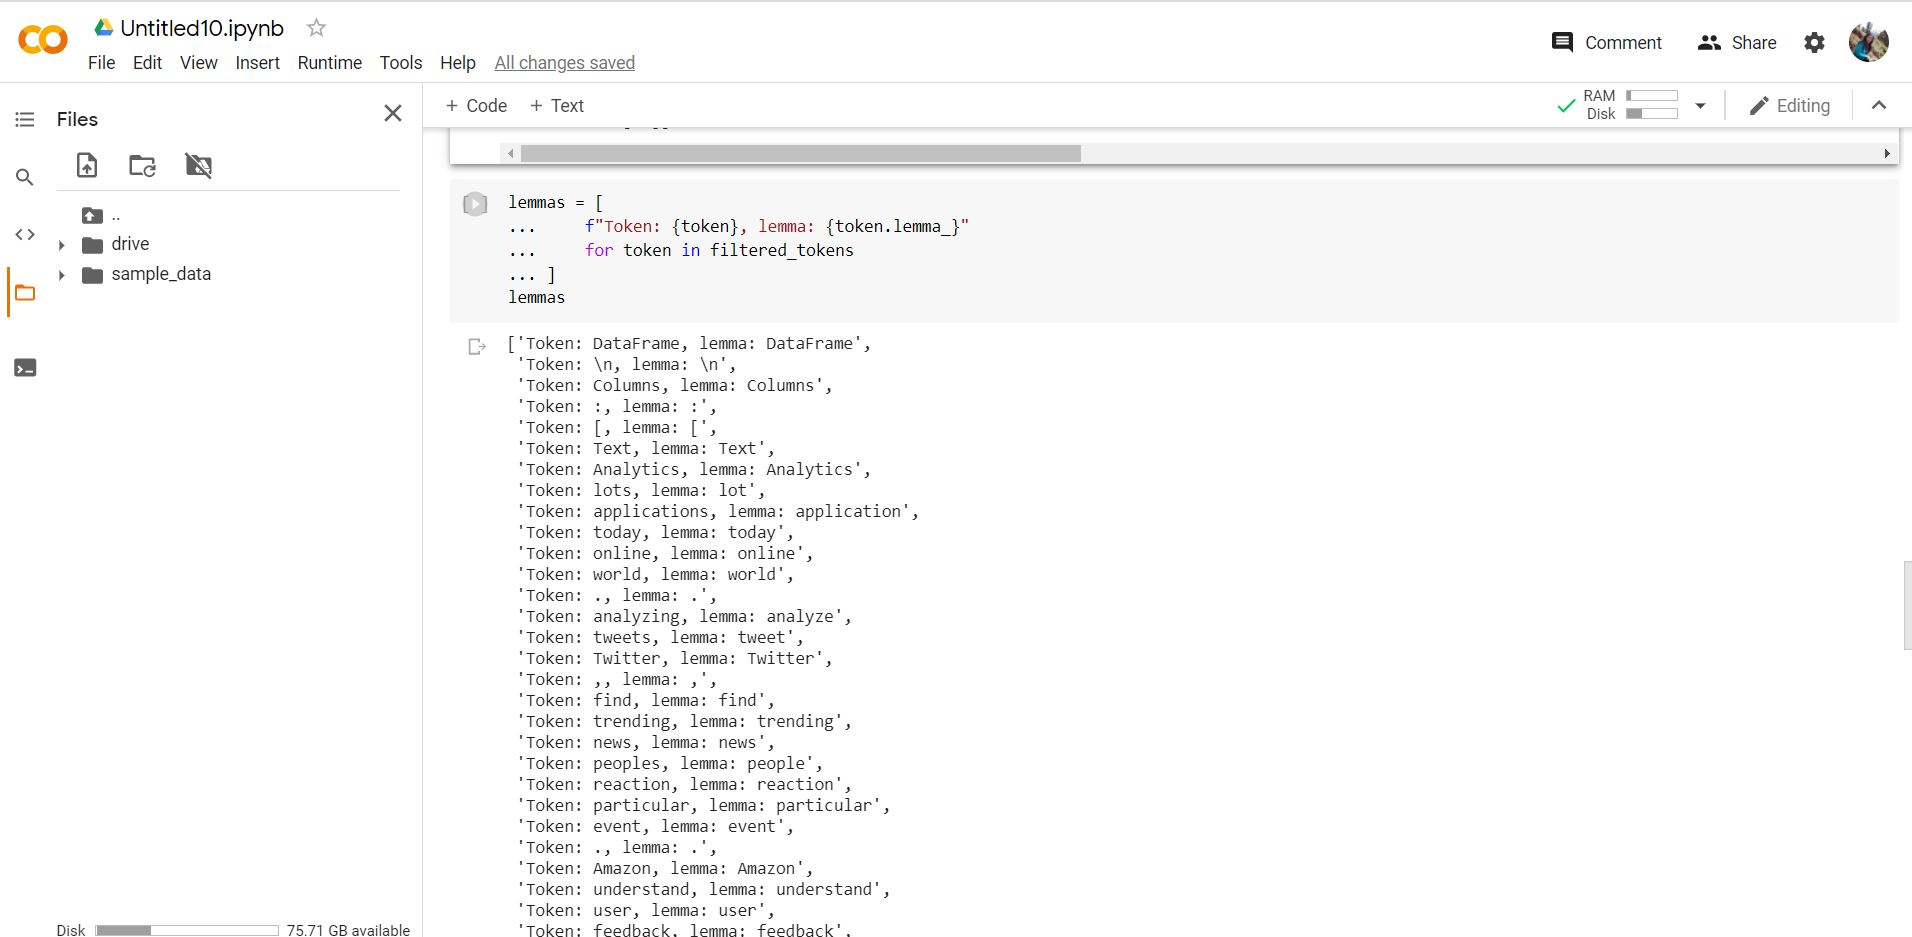 Untitled10.ipynb
File Edit View Insert Runtime Tools Help All changes saved
Comment Share
Files
+ Code + Text
RAM
Disk
Editing
..
drive
sample_data
lemmas = [
...     f"Token: {token}, lemma: {token.lemma_}"
...     for token in filtered_tokens
... ]
lemmas
['Token: DataFrame, lemma: DataFrame',
'Token: \n, lemma: \n',
'Token: Columns, lemma: Columns',
'Token: :, lemma: :',
'Token: [, lemma: [',
'Token: Text, lemma: Text',
'Token: Analytics, lemma: Analytics',
'Token: lots, lemma: lot',
'Token: applications, lemma: application',
'Token: today, lemma: today',
'Token: online, lemma: online',
'Token: world, lemma: world',
'Token: ., lemma: .',
'Token: analyzing, lemma: analyze',
'Token: tweets, lemma: tweet',
'Token: Twitter, lemma: Twitter',
'Token: ,, lemma: ,',
'Token: find, lemma: find',
'Token: trending, lemma: trending',
'Token: news, lemma: news',
'Token: peoples, lemma: people',
'Token: reaction, lemma: reaction',
'Token: particular, lemma: particular',
'Token: event, lemma: event',
'Token: ., lemma: .',
'Token: Amazon, lemma: Amazon',
'Token: understand, lemma: understand',
'Token: user, lemma: user',
'Token: feedback, lemma: feedback',
Disk 75.71 GB available